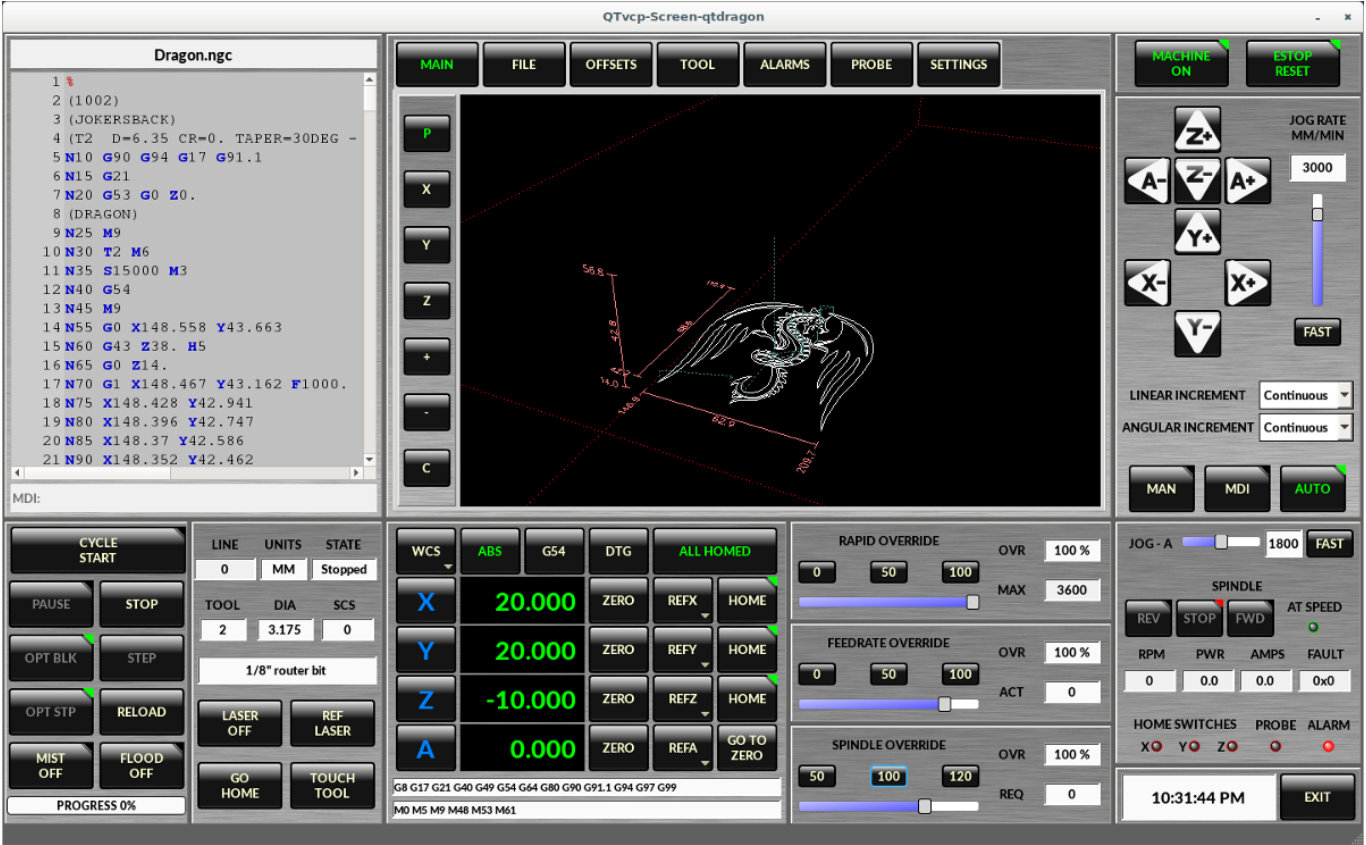 QTvcp-Screen-qtdragon
Dragon.ngc
1 %
2 (1002)
3 (JOKERSBACK)
4 (T2 D=6.35 CR=0. TAPER=30DEG -
5 N10 G90 G94 G17 G91.1
6 N15 G21
7 N20 G53 G0 Z0.
8 (DRAGON)
9 N25 M9
10 N30 T2 M6
11 N35 S15000 M3
12 N40 G54
13 N45 M9
14 N55 G0 X148.558 Y43.663
15 N60 G43 Z38. H5
16 N65 G0 Z14.
17 N70 G1 X148.467 Y43.162 F1000.
18 N75 X148.428 Y42.941
19 N80 X148.396 Y42.747
20 N85 X148.37 Y42.586
21 N90 X148.352 Y42.462
MDI:
MAIN FILE OFFSETS TOOL ALARMS PROBE SETTINGS
P
X
Y
Z
+
-
C
56.8
42.8
14.0
146.9
62.9
209.7
MACHINE
ON
ESTOP
RESET
JOG RATE
MM/MIN
3000
Z+
A- Z- A+
Y+
X- X+
Y-
FAST
LINEAR INCREMENT Continuous
ANGULAR INCREMENT Continuous
MAN MDI AUTO
CYCLE
START
PAUSE STOP
OPT BLK STEP
OPT STP RELOAD
MIST
OFF
FLOOD
OFF
PROGRESS 0%
LINE UNITS STATE
0 MM Stopped
TOOL DIA SCS
2 3.175 0
1/8" router bit
LASER
OFF
REF
LASER
GO
HOME
TOUCH
TOOL
WCS ABS G54 DTG ALL HOMED
X 20.000 ZERO REFX HOME
Y 20.000 ZERO REFY HOME
Z -10.000 ZERO REFZ HOME
A 0.000 ZERO REFA GO TO
ZERO
G8 G17 G21 G40 G49 G54 G64 G80 G90 G91.1 G94 G97 G99
M0 M5 M9 M48 M53 M61
RAPID OVERRIDE OVR 100 %
0 50 100
MAX 3600
FEEDRATE OVERRIDE OVR 100 %
0 50 100
ACT 0
SPINDLE OVERRIDE OVR 100 %
50 100 120
REQ 0
JOG - A 1800 FAST
SPINDLE
REV STOP FWD AT SPEED
RPM PWR AMPS FAULT
0 0.0 0.0 0x0
HOME SWITCHES PROBE ALARM
X Y Z
10:31:44 PM EXIT